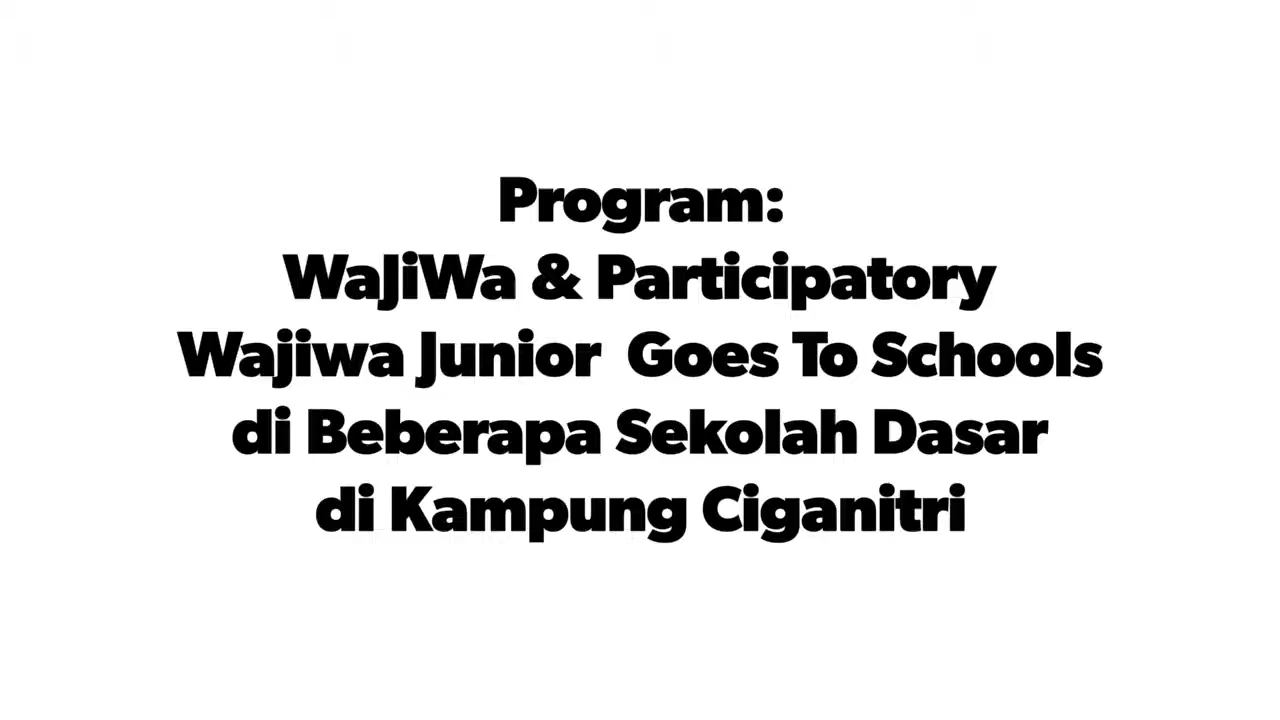 Program:
WaJiWa & Participatory
Wajiwa Junior  Goes To Schools
di Beberapa Sekolah Dasar
di Kampung Ciganitri